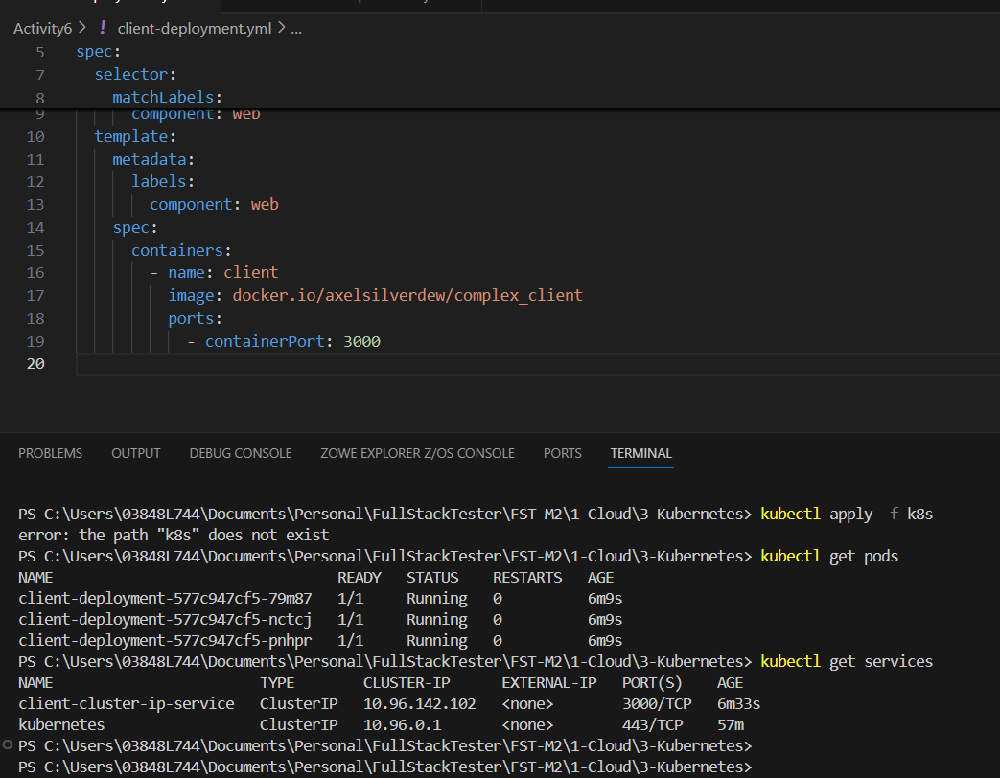 Activity6 > ! client-deployment.yml > ...
5 spec:
7 selector:
8 matchLabels:
9 component: web
10 template:
11 metadata:
12 labels:
13 component: web
14 spec:
15 containers:
16 - name: client
17 image: docker.io/axelsilverdew/complex_client
18 ports:
19 - containerPort: 3000
20
PROBLEMS OUTPUT DEBUG CONSOLE ZOWE EXPLORER Z/OS CONSOLE PORTS TERMINAL
PS C:\Users\03848L744\Documents\Personal\FullStackTester\FST-M2\1-Cloud\3-Kubernetes> kubectl apply -f k8s
error: the path "k8s" does not exist
PS C:\Users\03848L744\Documents\Personal\FullStackTester\FST-M2\1-Cloud\3-Kubernetes> kubectl get pods
NAME READY STATUS RESTARTS AGE
client-deployment-577c947cf5-79m87 1/1 Running 0 6m9s
client-deployment-577c947cf5-nctcj 1/1 Running 0 6m9s
client-deployment-577c947cf5-pnhpr 1/1 Running 0 6m9s
PS C:\Users\03848L744\Documents\Personal\FullStackTester\FST-M2\1-Cloud\3-Kubernetes> kubectl get services
NAME TYPE CLUSTER-IP EXTERNAL-IP PORT(S) AGE
client-cluster-ip-service ClusterIP 10.96.142.102 <none> 3000/TCP 6m33s
kubernetes ClusterIP 10.96.0.1 <none> 443/TCP 57m
PS C:\Users\03848L744\Documents\Personal\FullStackTester\FST-M2\1-Cloud\3-Kubernetes>
PS C:\Users\03848L744\Documents\Personal\FullStackTester\FST-M2\1-Cloud\3-Kubernetes>